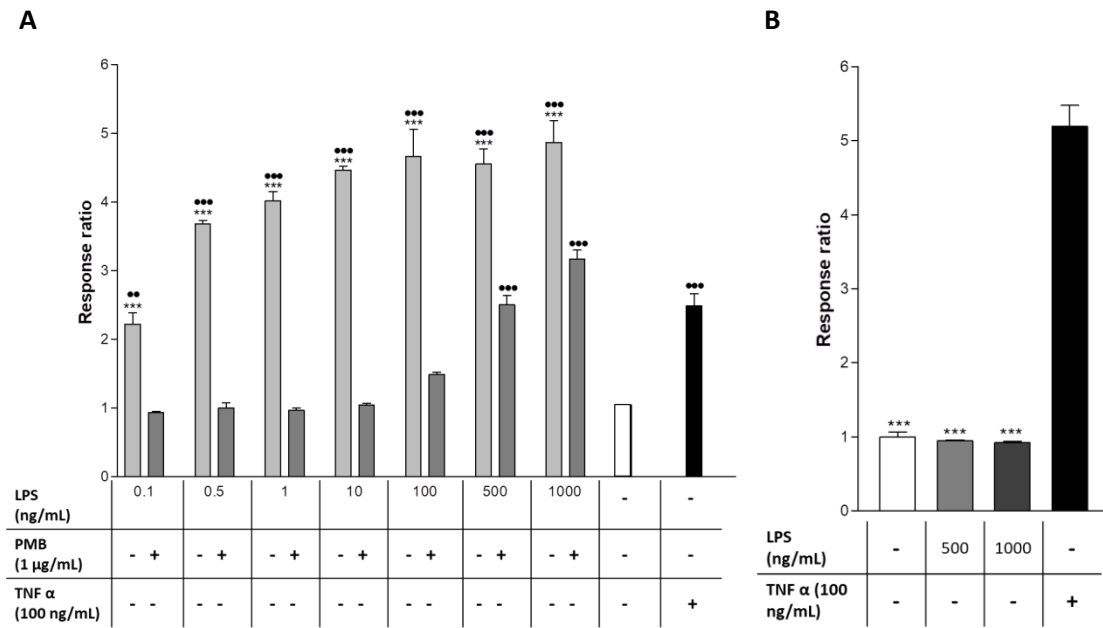 A
B
6
5
4
3
2
1
0
Response ratio
●●
***
●●●
***
●●●
***
●●●
***
●●●
***
●●●
***
●●●
●●●
***
●●●
●●●
LPS
(ng/mL)
0.1 0.5 1 10 100 500 1000 - -
PMB
(1 µg/mL)
- + - + - + - + - + - + - + - -
TNF α
(100 ng/mL)
- - - - - - - - - - - - - - - +
6
5
4
3
2
1
0
Response ratio
*** *** ***
LPS
(ng/mL)
- 500 1000 -
TNF α (100
ng/mL)
- - - +